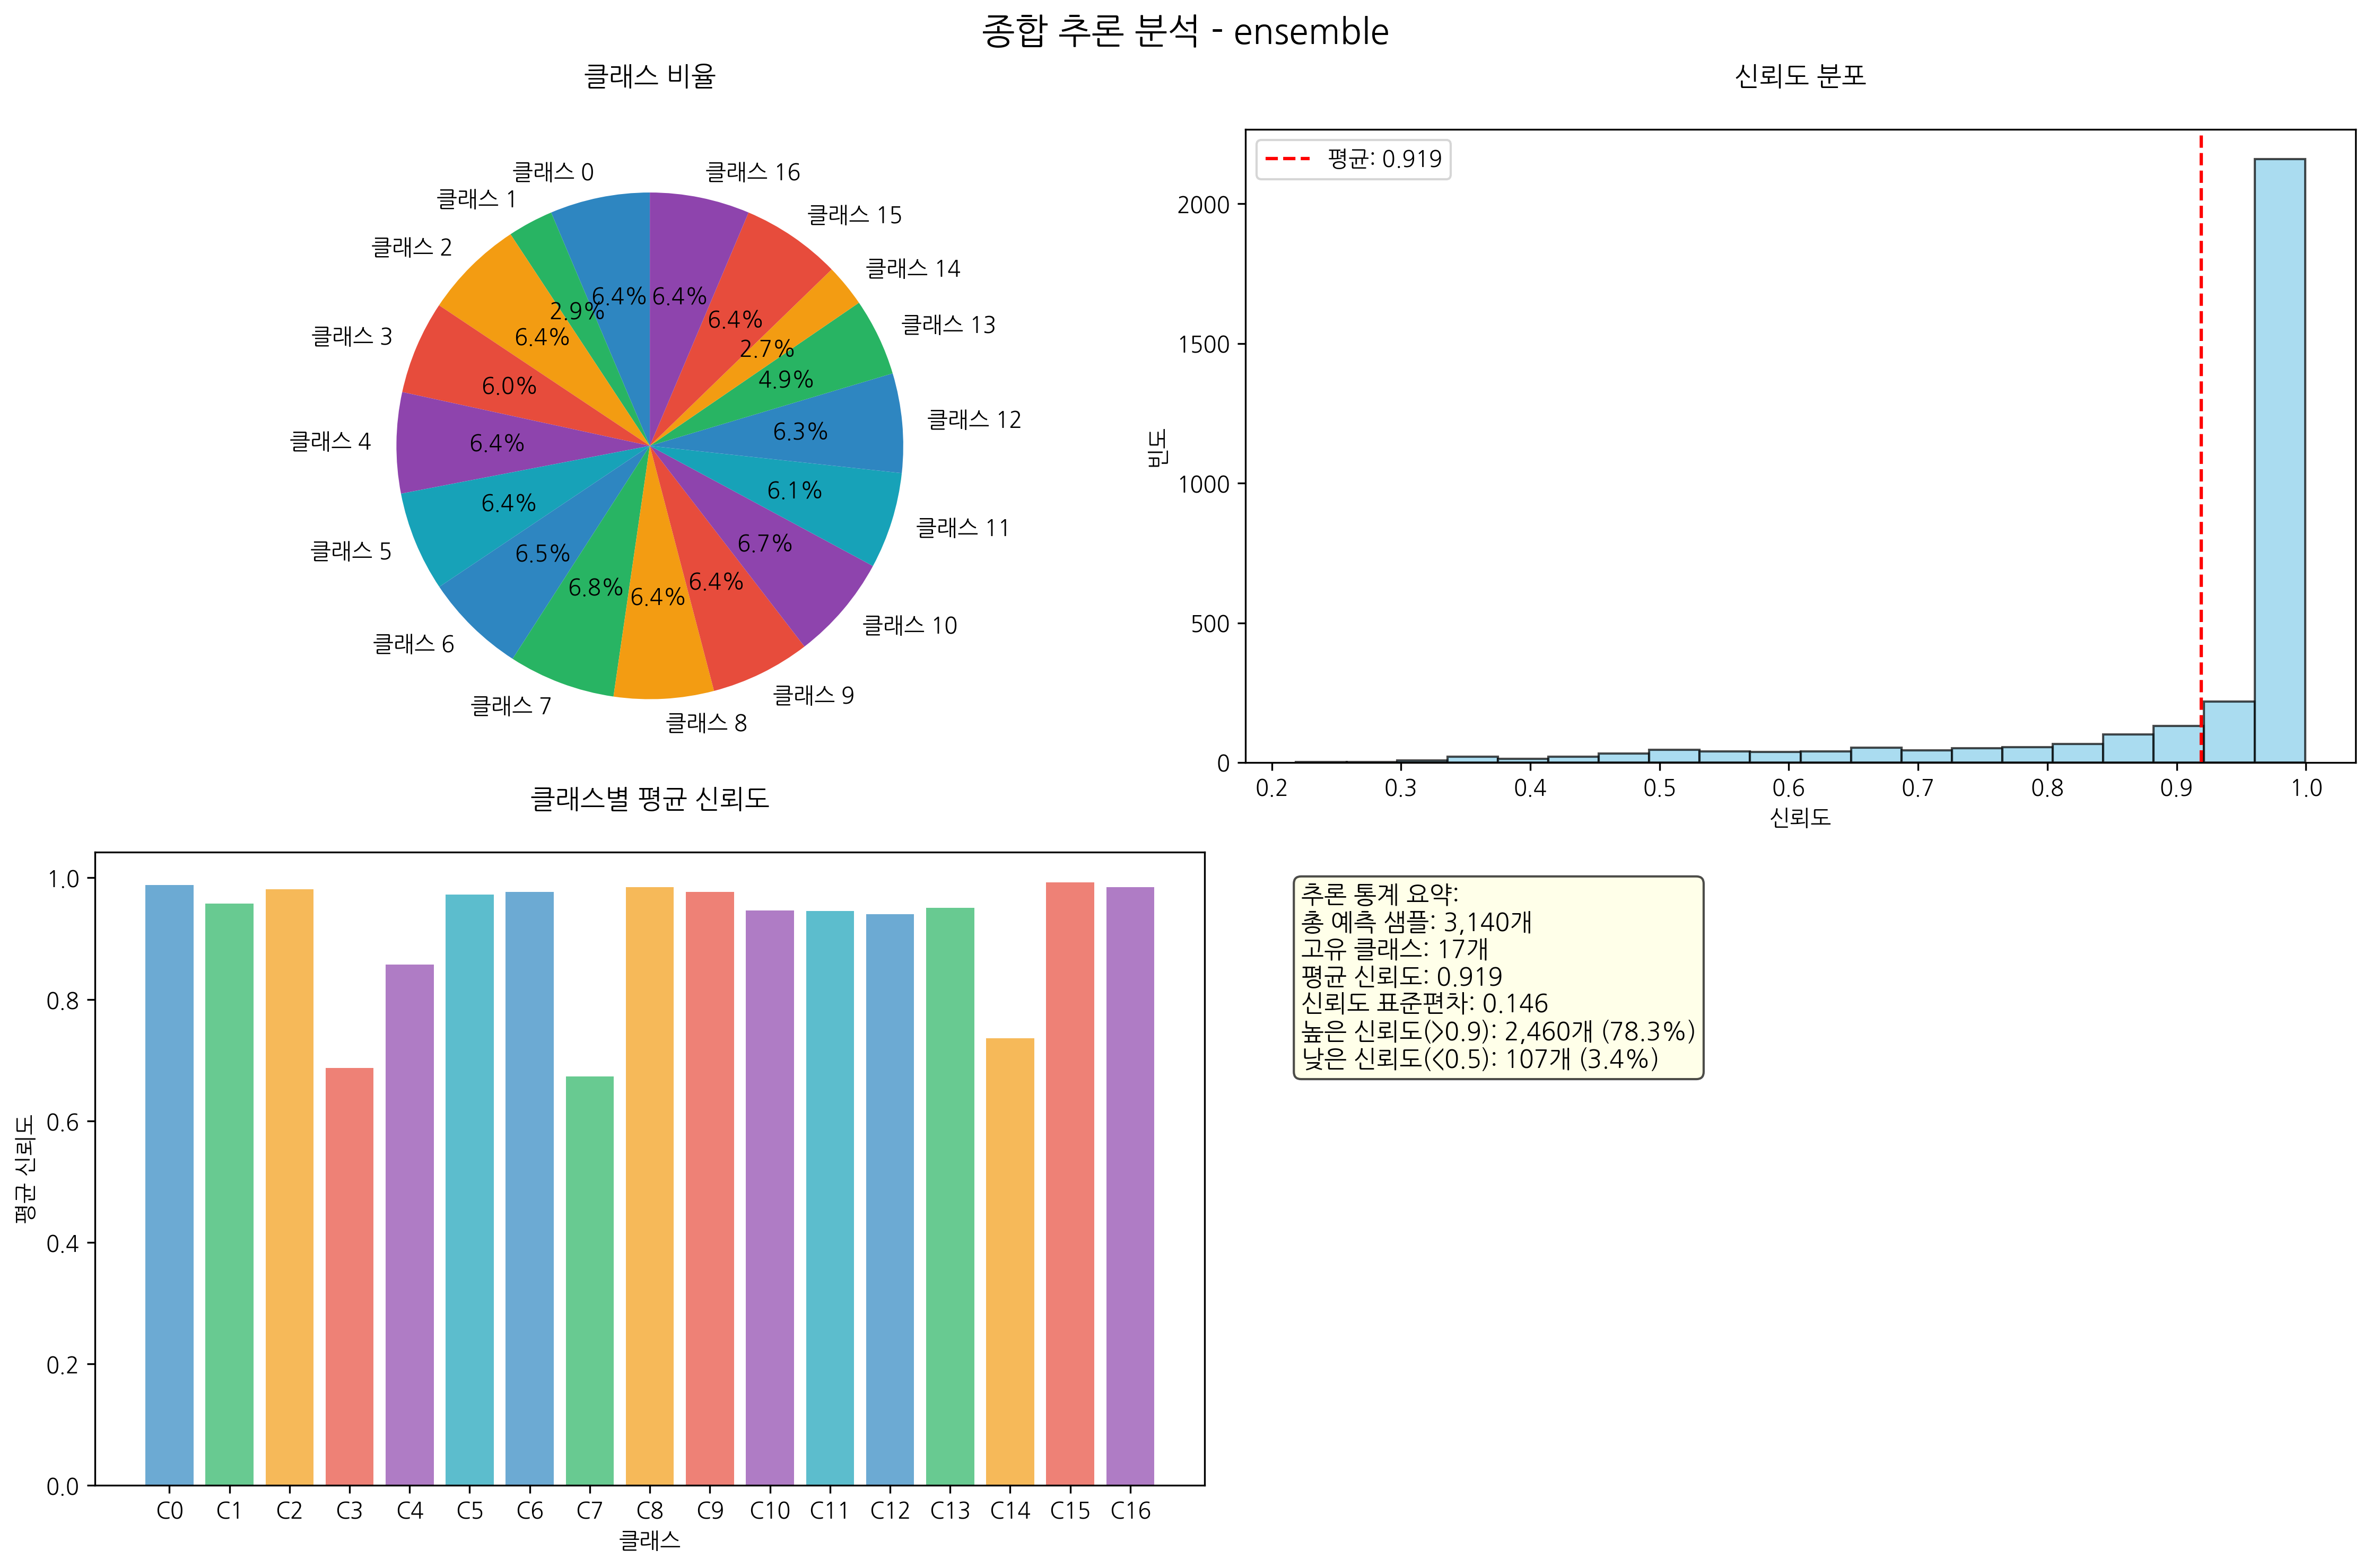 종합 추론 분석 - ensemble
클래스 비율
클래스 0
클래스 1
클래스 2
클래스 3
클래스 4
클래스 5
클래스 6
클래스 7
클래스 8
클래스 9
클래스 10
클래스 11
클래스 12
클래스 13
클래스 14
클래스 15
클래스 16
6.4%
2.9%
6.4%
6.0%
6.4%
6.4%
6.5%
6.8%
6.4%
6.4%
6.7%
6.1%
6.3%
4.9%
2.7%
6.4%
6.4%
신뢰도 분포
평균: 0.919
빈도
2000
1500
1000
500
0
0.2 0.3 0.4 0.5 0.6 0.7 0.8 0.9 1.0
신뢰도
클래스별 평균 신뢰도
평균 신뢰도
1.0
0.8
0.6
0.4
0.2
0.0
C0 C1 C2 C3 C4 C5 C6 C7 C8 C9 C10 C11 C12 C13 C14 C15 C16
클래스
추론 통계 요약:
총 예측 샘플: 3,140개
고유 클래스: 17개
평균 신뢰도: 0.919
신뢰도 표준편차: 0.146
높은 신뢰도(>0.9): 2,460개 (78.3%)
낮은 신뢰도(<0.5): 107개 (3.4%)